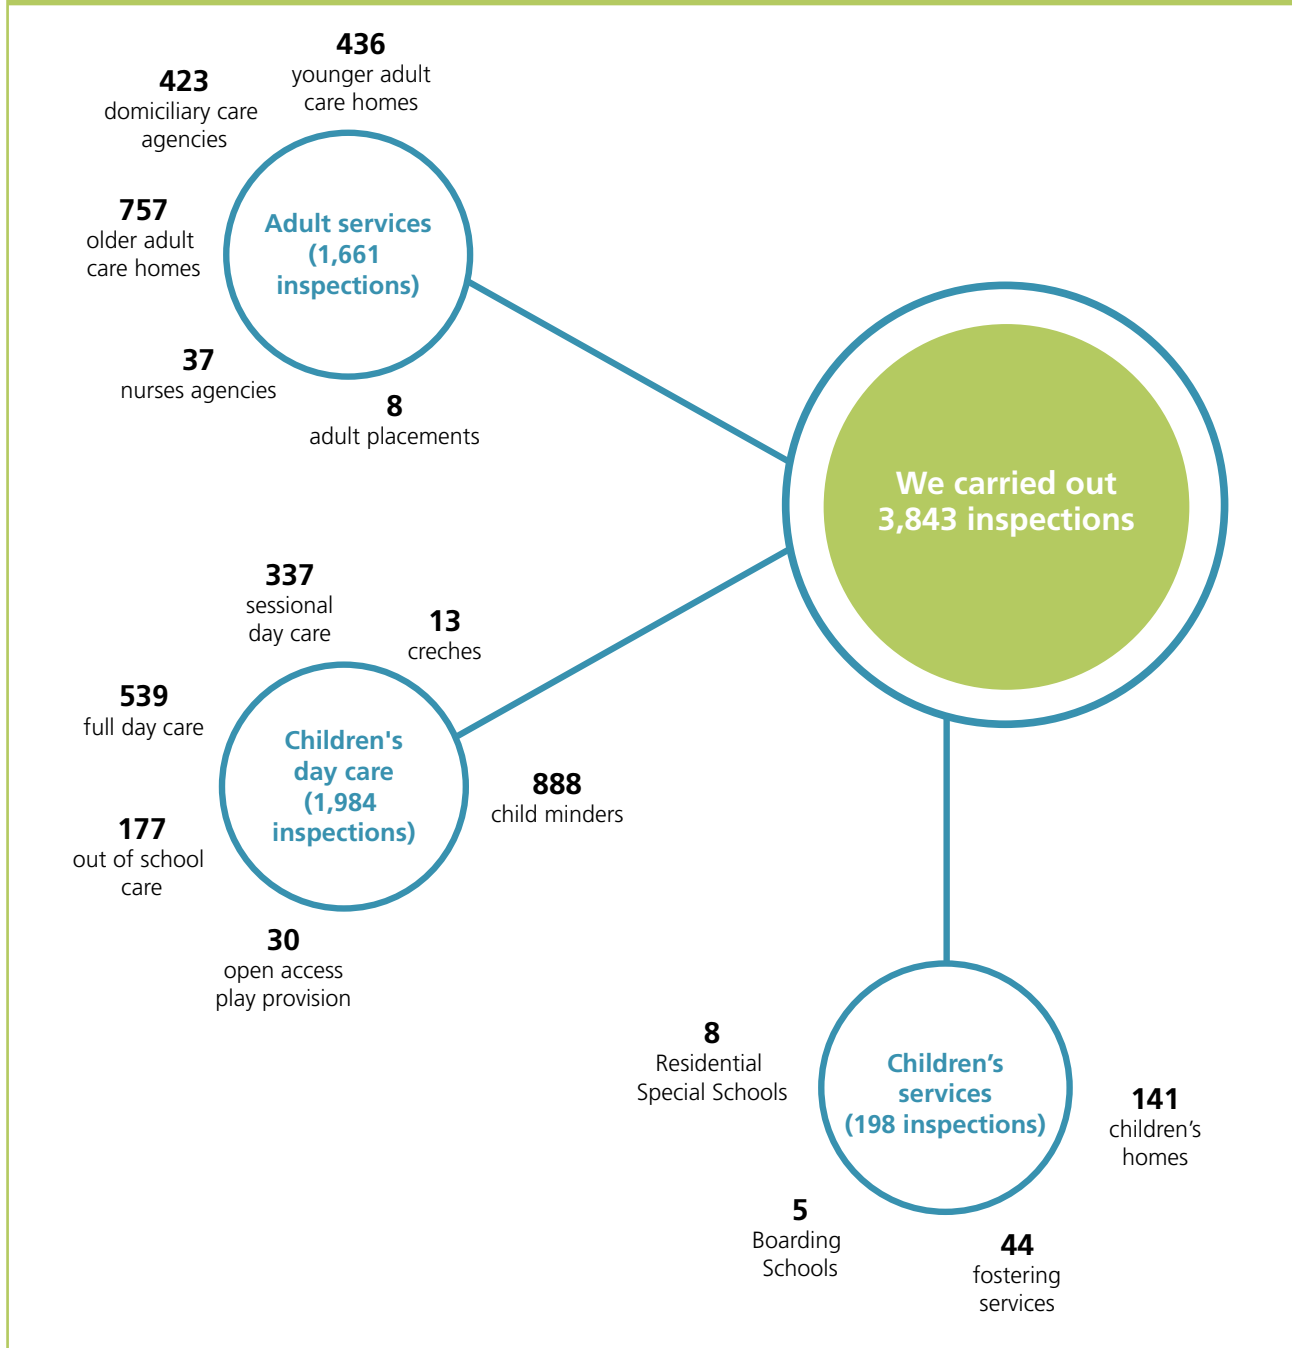 436
younger adult
care homes
423
domiciliary care
agencies
757
older adult
care homes
Adult services
(1,661
inspections)
37
nurses agencies
8
adult placements
We carried out
3,843 inspections
337
sessional
day care
13
creches
539
full day care
Children's
day care
(1,984
inspections)
888
child minders
177
out of school
care
30
open access
play provision
8
Residential
Special Schools
Children’s
services
(198 inspections)
141
children’s
homes
5
Boarding
Schools
44
fostering
services